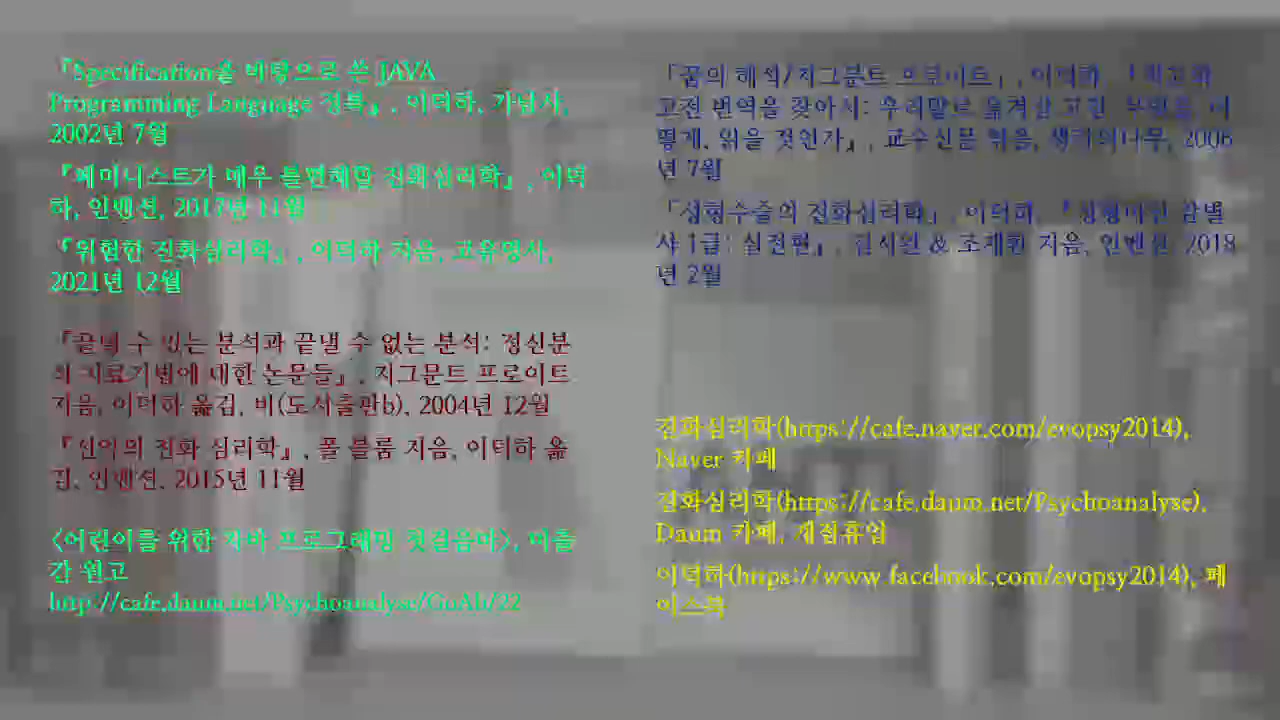 『Specification을 바탕으로 쓴 JAVA
Programming Language 정복』, 이덕하, 가남사,
2002년 7월
『페미니스트가 매우 불편해할 진화심리학』, 이덕
하, 인벤션, 2017년 11월
『위험한 진화심리학』, 이덕하 지음, 고유명사,
2021년 12월
『끝낼 수 있는 분석과 끝낼 수 없는 분석: 정신분
석 치료기법에 대한 논문들』, 지그문트 프로이트
지음, 이덕하 옮김, 비(도서출판b), 2004년 12월
『선악의 진화 심리학』, 폴 블룸 지음, 이덕하 옮
김, 인벤션, 2015년 11월
<어린이를 위한 자바 프로그래밍 첫걸음마>, 미출
간 원고
http://cafe.daum.net/Psychoanalyse/GuAb/22
「꿈의 해석/지그문트 프로이트」, 이덕하, 『최고의
고전 번역을 찾아서: 우리말로 옮겨진 고전, 무엇을, 어
떻게, 읽을 것인가』, 교수신문 엮음, 생각의나무, 2006
년 7월
「성형수술의 진화심리학」, 이덕하, 『성형미인 감별
사 1급: 실전편』, 김시원 & 조재원 지음, 인벤션, 2018
년 2월
진화심리학(https://cafe.naver.com/evopsy2014),
Naver 카페
진화심리학(https://cafe.daum.net/Psychoanalyse),
Daum 카페, 개점휴업
이덕하(https://www.facebook.com/evopsy2014), 페
이스북